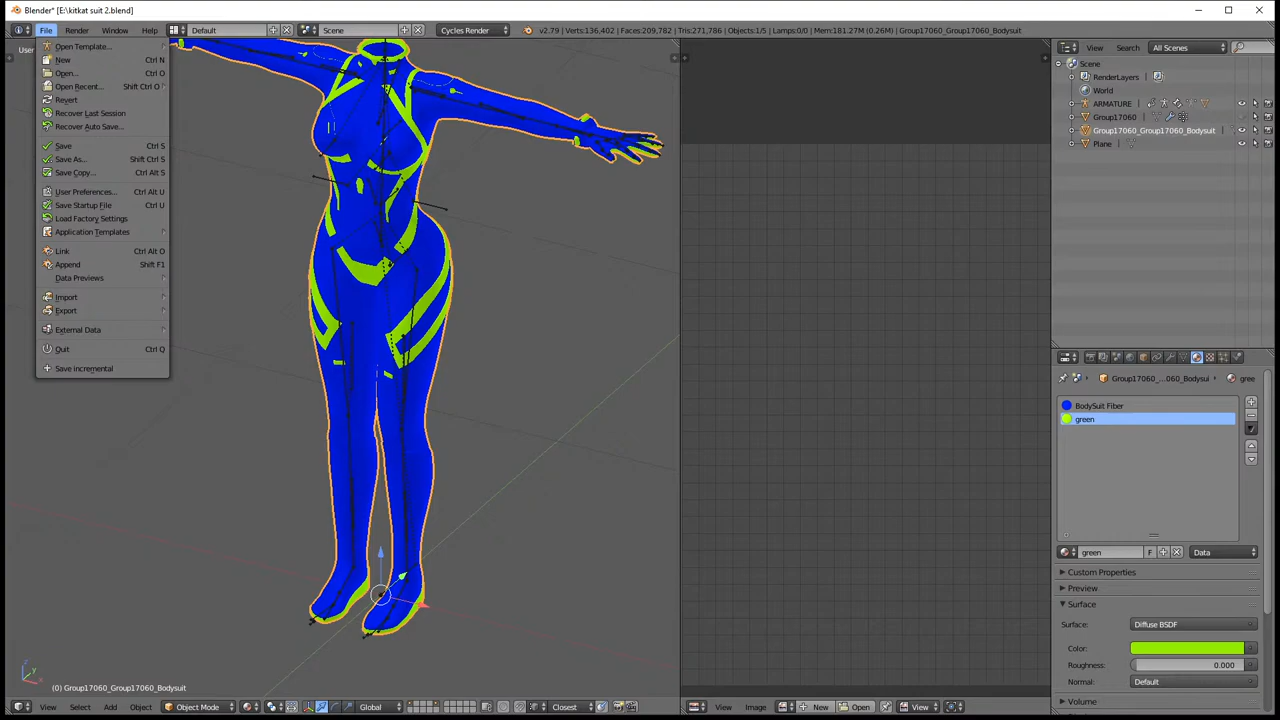 Blender* [E:\kitkat suit 2.blend]
File Render Window Help Default Scene Cycles Render v2.79 | Verts:136,402 | Faces:209,782 | Tris:271,786 | Objects:1/5 | Lamps:0/0 | Mem:181.27M (0.26M) | Group17060_Group17060_Bodysuit
User
Open Template...
New Ctrl N
Open... Ctrl O
Open Recent... Shift Ctrl O
Revert
Recover Last Session
Recover Auto Save...
Save Ctrl S
Save As... Shift Ctrl S
Save Copy... Ctrl Alt S
User Preferences... Ctrl Alt U
Save Startup File Ctrl U
Load Factory Settings
Application Templates
Link Ctrl Alt O
Append Shift F1
Data Previews
Import
Export
External Data
Quit Ctrl Q
Save incremental
(0) Group17060_Group17060_Bodysuit
View Select Add Object Object Mode Global Closest
View Image New Open View
View Search All Scenes
Scene
RenderLayers
World
ARMATURE
Group17060
Group17060_Group17060_Bodysuit
Plane
Group17060_...060_Bodysui gree
BodySuit Fiber
green
green F Data
Custom Properties
Preview
Surface
Surface: Diffuse BSDF
Color:
Roughness: 0.000
Normal: Default
Volume